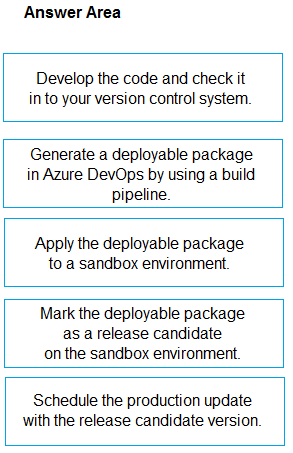 Answer Area
Develop the code and check it
in to your version control system.
Generate a deployable package
in Azure DevOps by using a build
pipeline.
Apply the deployable package
to a sandbox environment.
Mark the deployable package
as a release candidate
on the sandbox environment.
Schedule the production update
with the release candidate version.